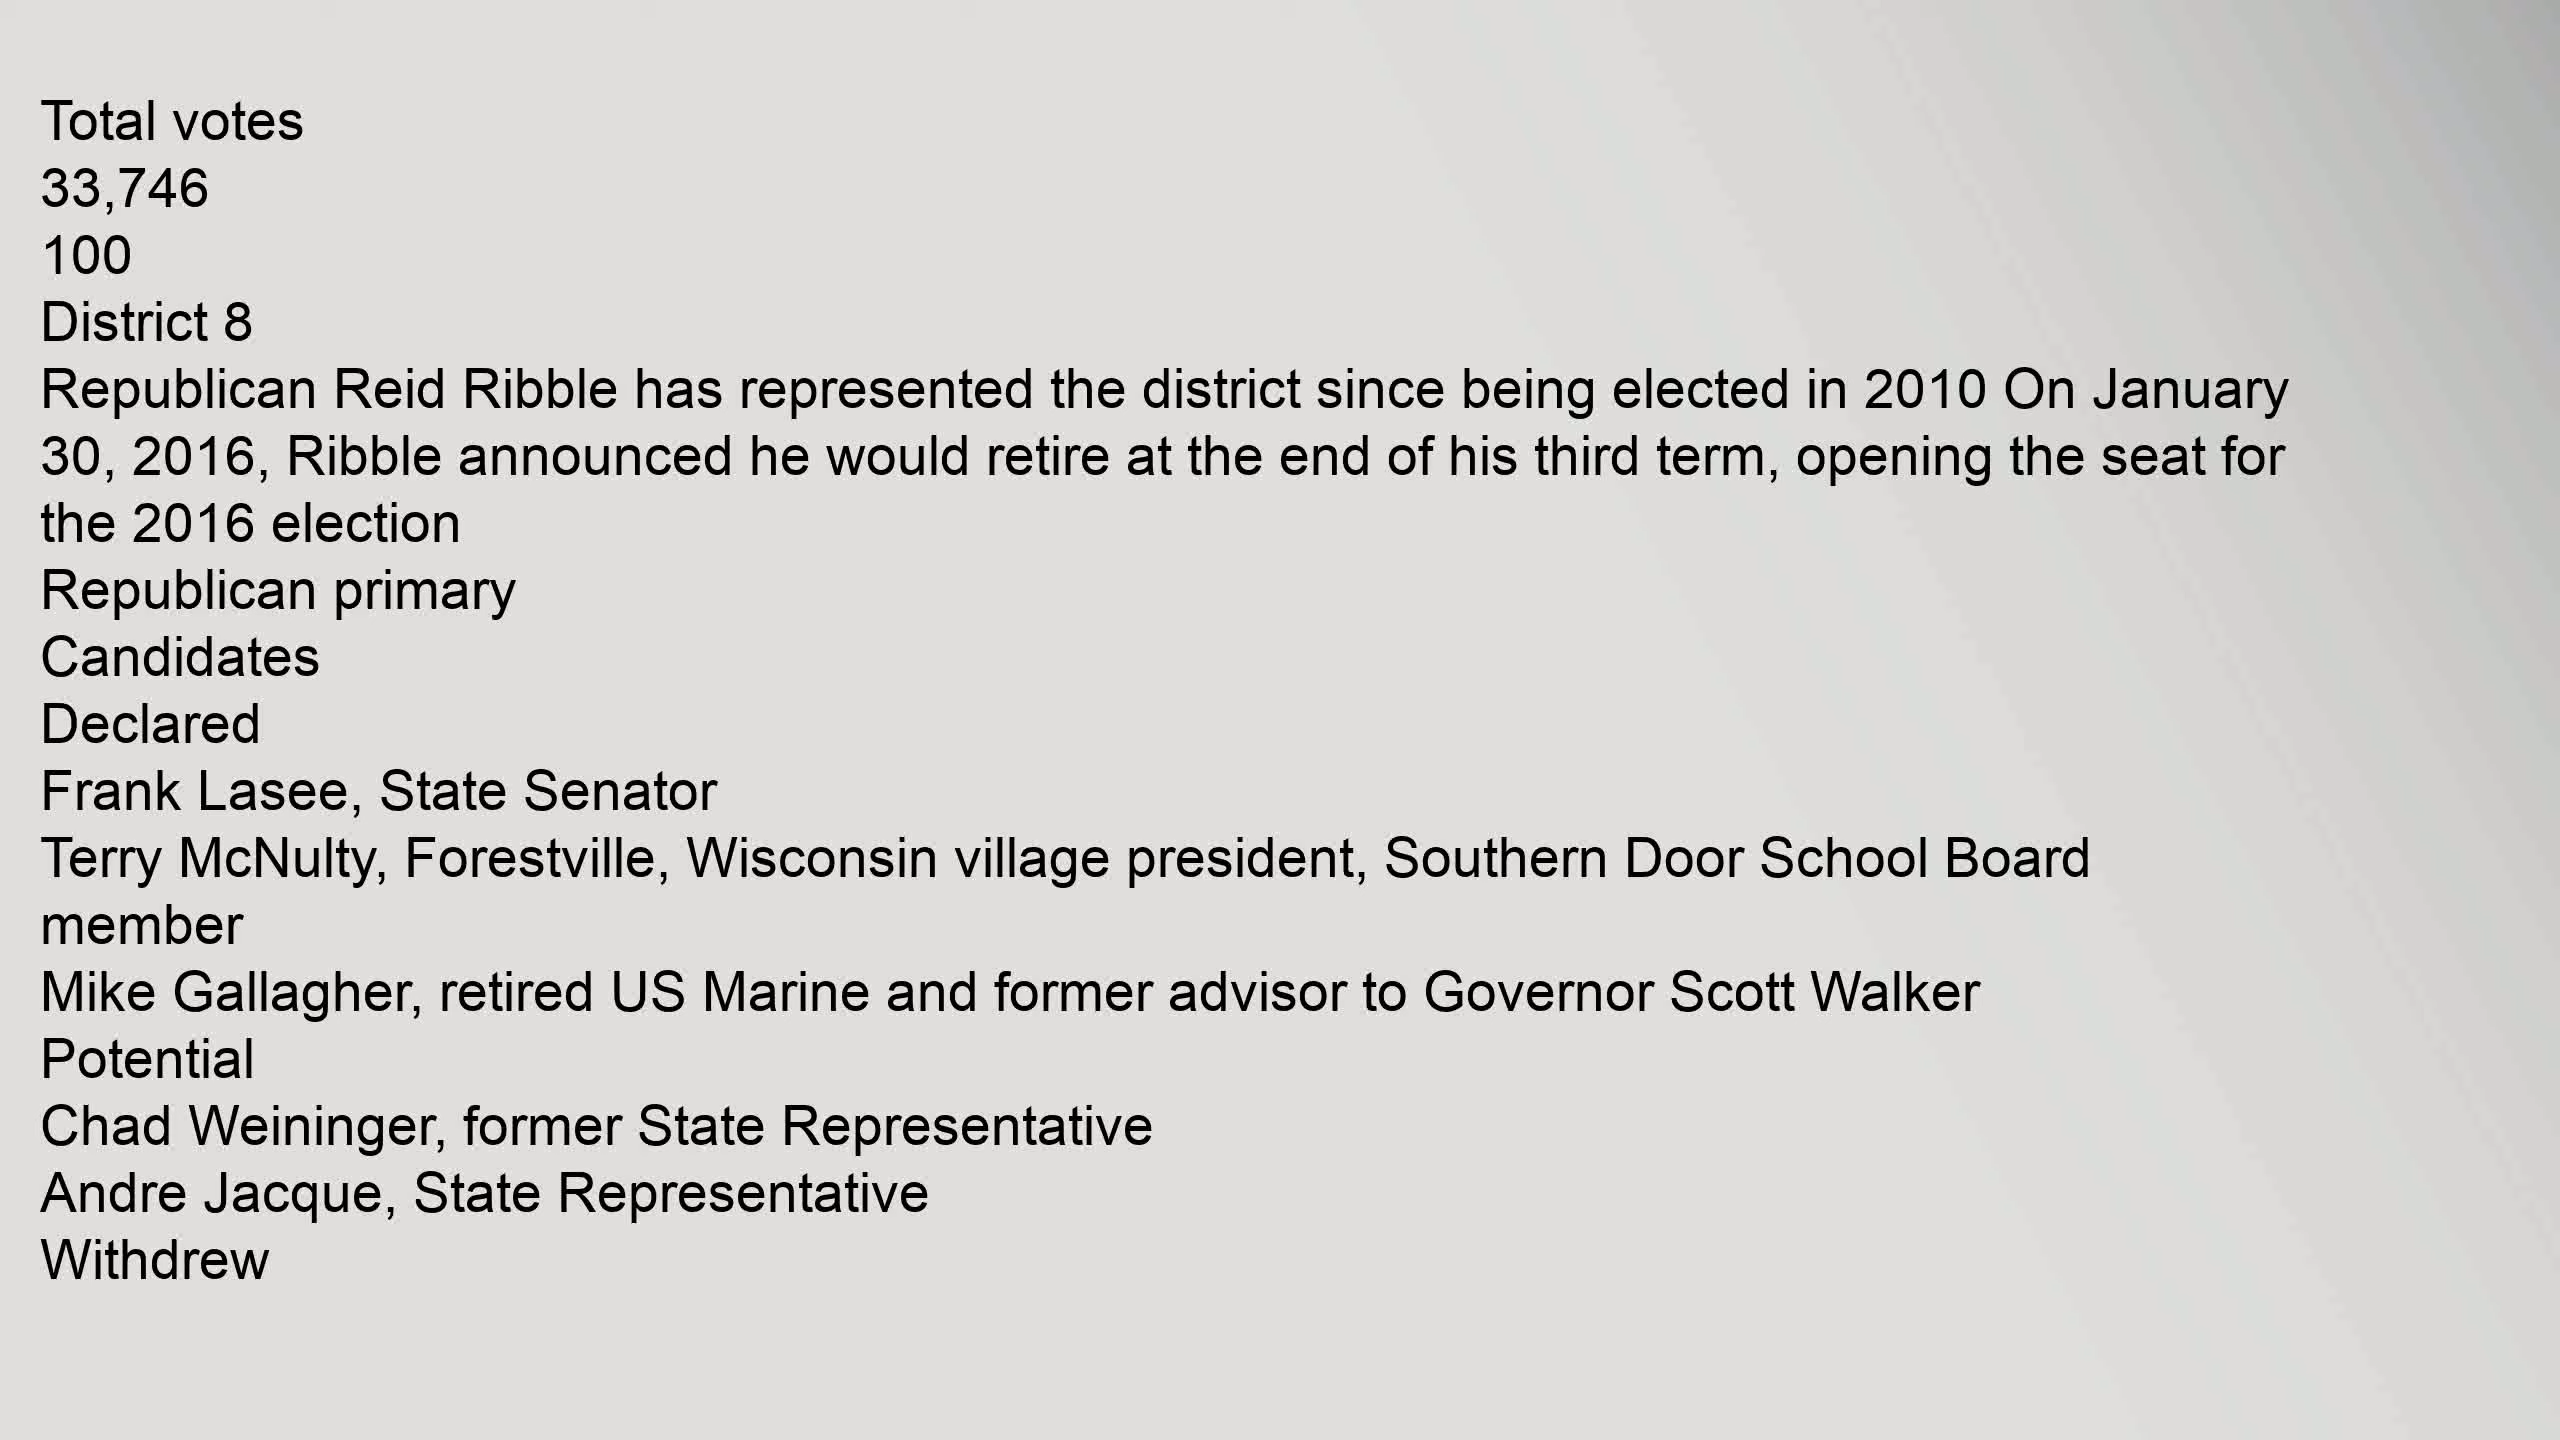 Total votes
33,746
100
District 8
Republican Reid Ribble has represented the district since being elected in 2010 On January
30, 2016, Ribble announced he would retire at the end of his third term, opening the seat for
the 2016 election
Republican primary
Candidates
Declared
Frank Lasee, State Senator
Terry McNulty, Forestville, Wisconsin village president, Southern Door School Board
member
Mike Gallagher, retired US Marine and former advisor to Governor Scott Walker
Potential
Chad Weininger, former State Representative
Andre Jacque, State Representative
Withdrew